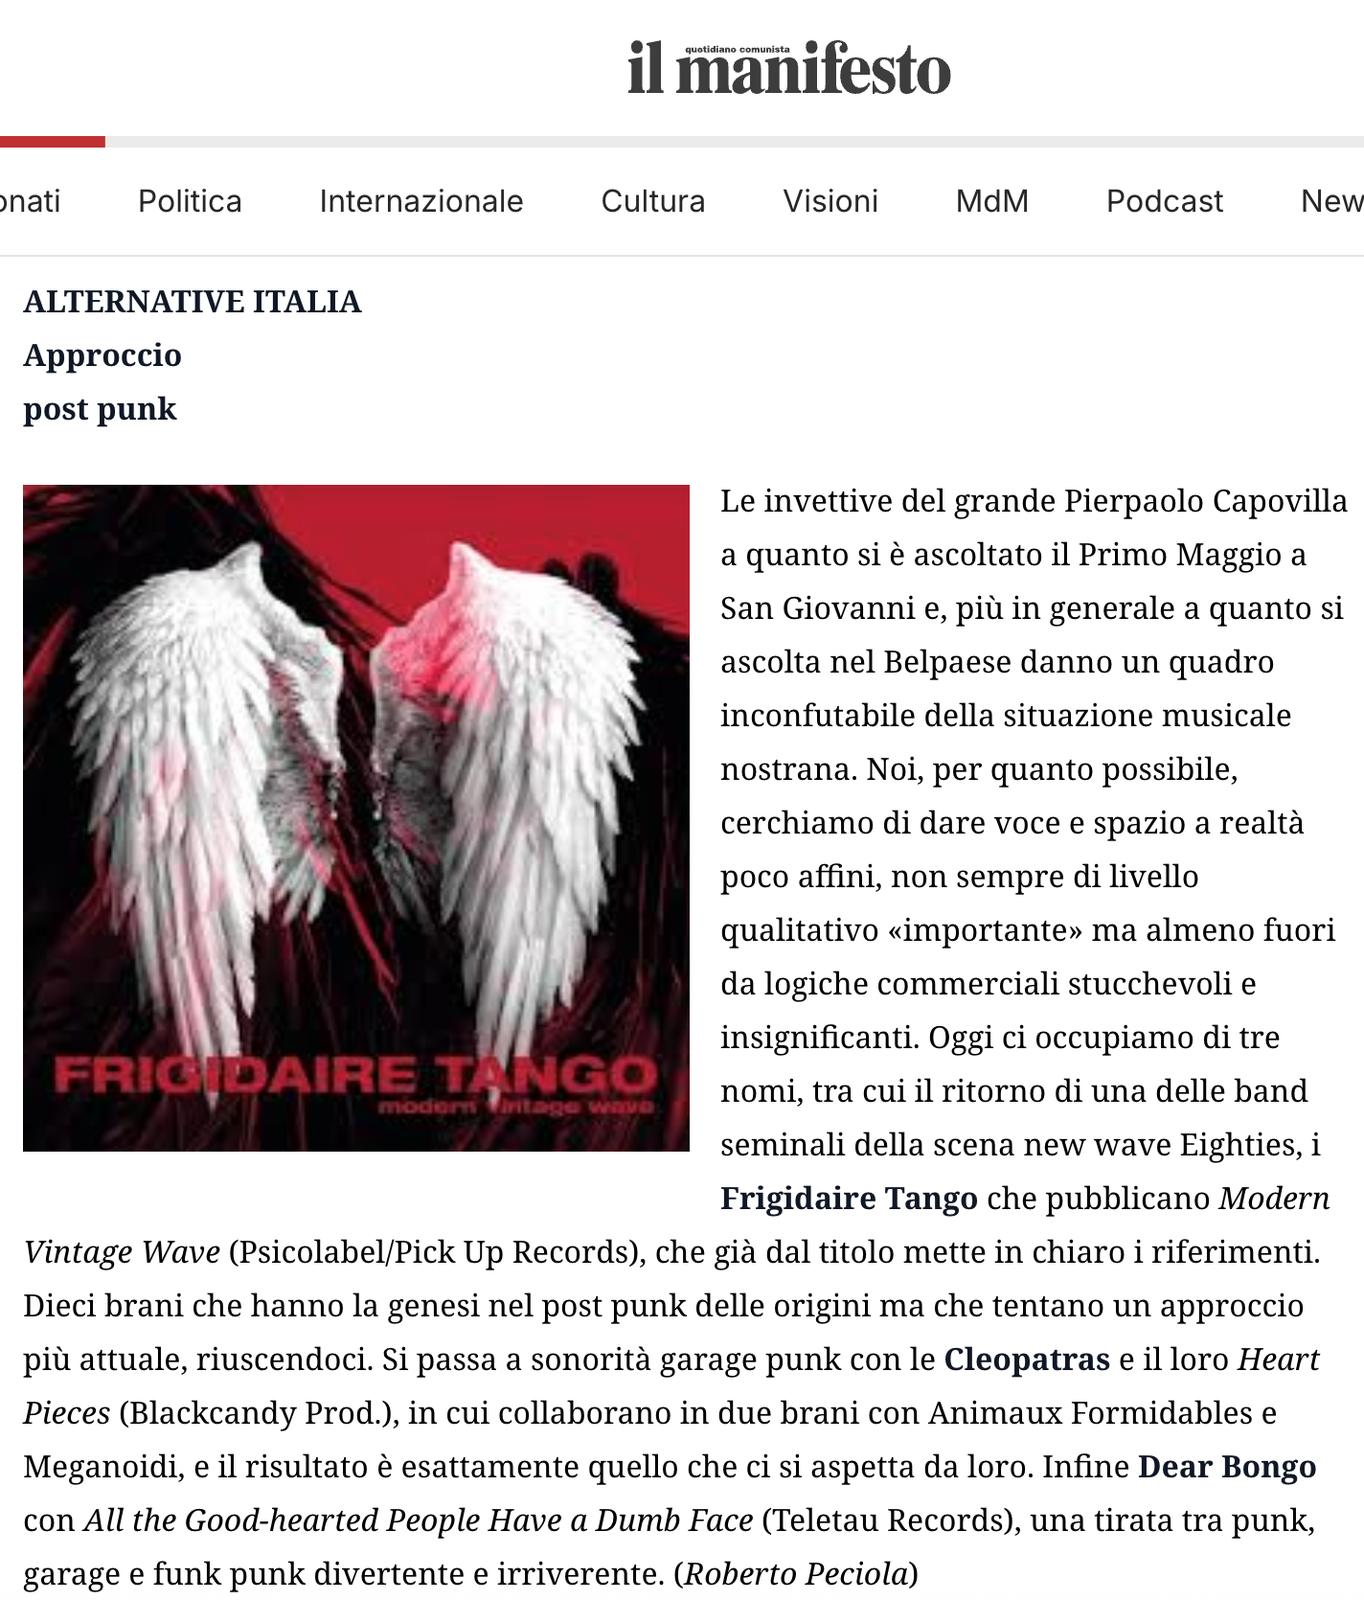 quotidiano comunista
il manifesto
onati Politica Internazionale Cultura Visioni MdM Podcast New
ALTERNATIVE ITALIA
Approccio
post punk
FRIGIDAIRE TANGO
modern vintage wave
Le invettive del grande Pierpaolo Capovilla
a quanto si è ascoltato il Primo Maggio a
San Giovanni e, più in generale a quanto si
ascolta nel Belpaese danno un quadro
inconfutabile della situazione musicale
nostrana. Noi, per quanto possibile,
cerchiamo di dare voce e spazio a realtà
poco affini, non sempre di livello
qualitativo «importante» ma almeno fuori
da logiche commerciali stucchevoli e
insignificanti. Oggi ci occupiamo di tre
nomi, tra cui il ritorno di una delle band
seminali della scena new wave Eighties, i
Frigidaire Tango che pubblicano Modern
Vintage Wave (Psicolabel/Pick Up Records), che già dal titolo mette in chiaro i riferimenti.
Dieci brani che hanno la genesi nel post punk delle origini ma che tentano un approccio
più attuale, riuscendoci. Si passa a sonorità garage punk con le Cleopatras e il loro Heart
Pieces (Blackcandy Prod.), in cui collaborano in due brani con Animaux Formidables e
Meganoidi, e il risultato è esattamente quello che ci si aspetta da loro. Infine Dear Bongo
con All the Good-hearted People Have a Dumb Face (Teletau Records), una tirata tra punk,
garage e funk punk divertente e irriverente. (Roberto Peciola)